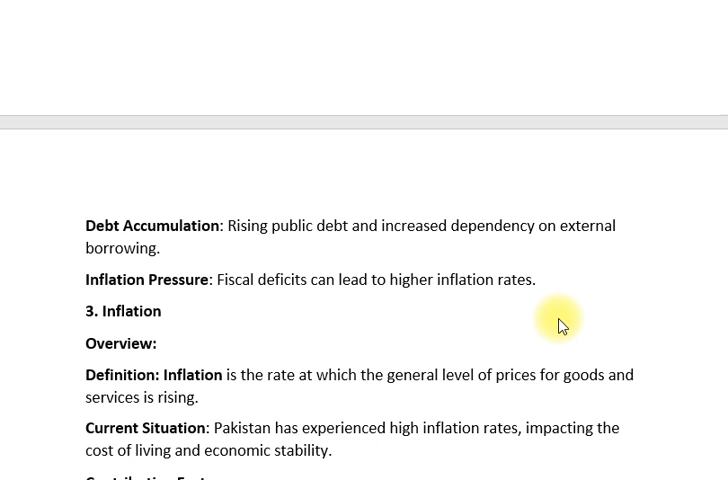 Debt Accumulation: Rising public debt and increased dependency on external
borrowing.
Inflation Pressure: Fiscal deficits can lead to higher inflation rates.
3. Inflation
Overview:
Definition: Inflation is the rate at which the general level of prices for goods and
services is rising.
Current Situation: Pakistan has experienced high inflation rates, impacting the
cost of living and economic stability.